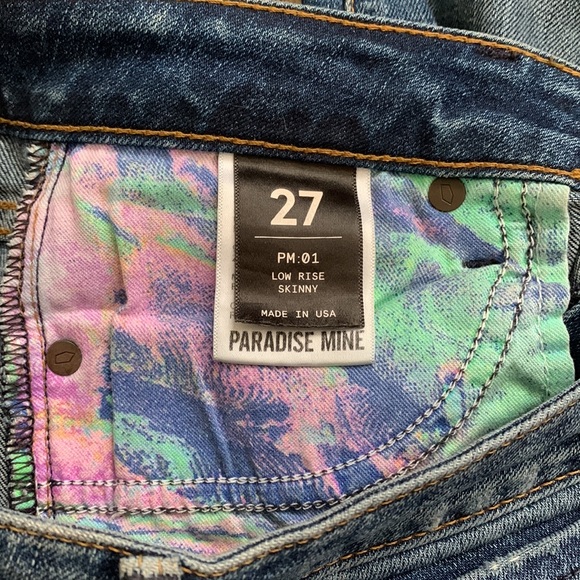 27
PM:01
LOW RISE
SKINNY
MADE IN USA
PARADISE MINE